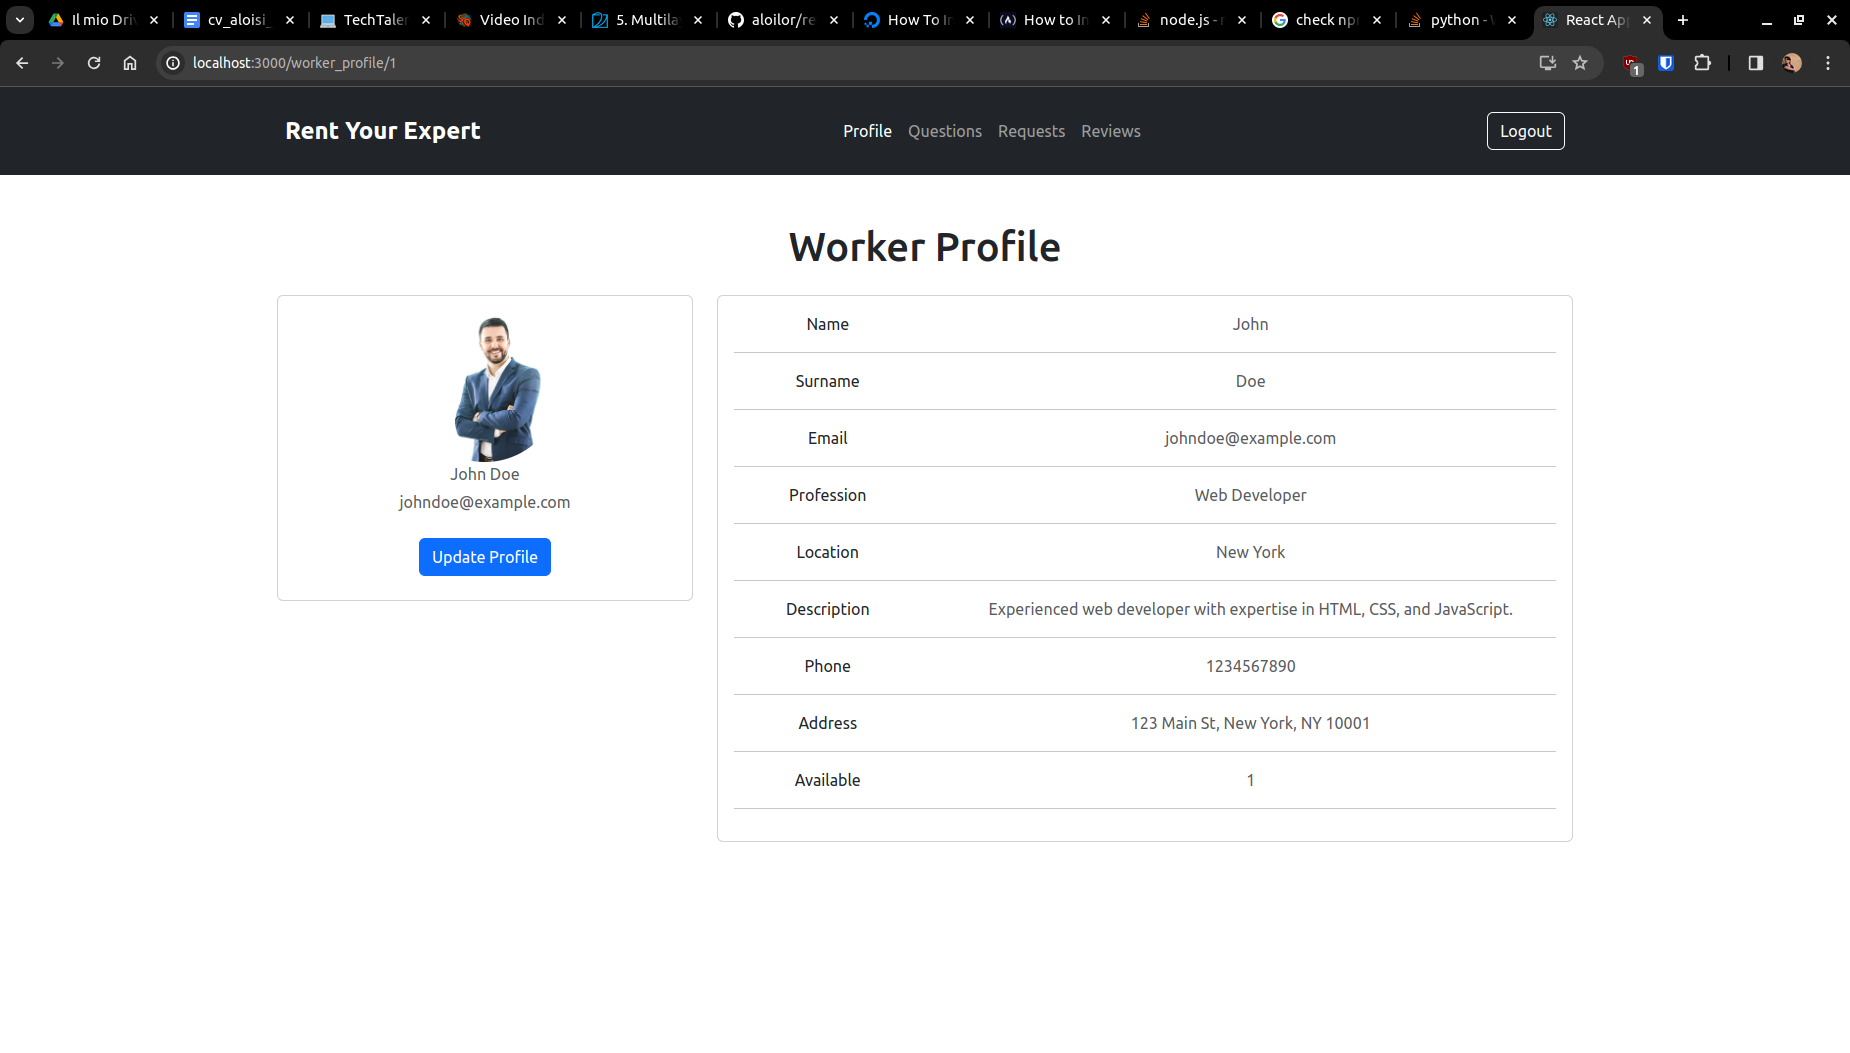 Il mio Dri
cv_aloisi_
TechTaler
Video Ind
5. Multila
aloilor/re
How To In
How to In
node.js - r
check np
python - 
React App
localhost:3000/worker_profile/1
1
Rent Your Expert
Profile
Questions
Requests
Reviews
Logout
Worker Profile
John Doe
johndoe@example.com
Update Profile
Name John
Surname Doe
Email johndoe@example.com
Profession Web Developer
Location New York
Description Experienced web developer with expertise in HTML, CSS, and JavaScript.
Phone 1234567890
Address 123 Main St, New York, NY 10001
Available 1